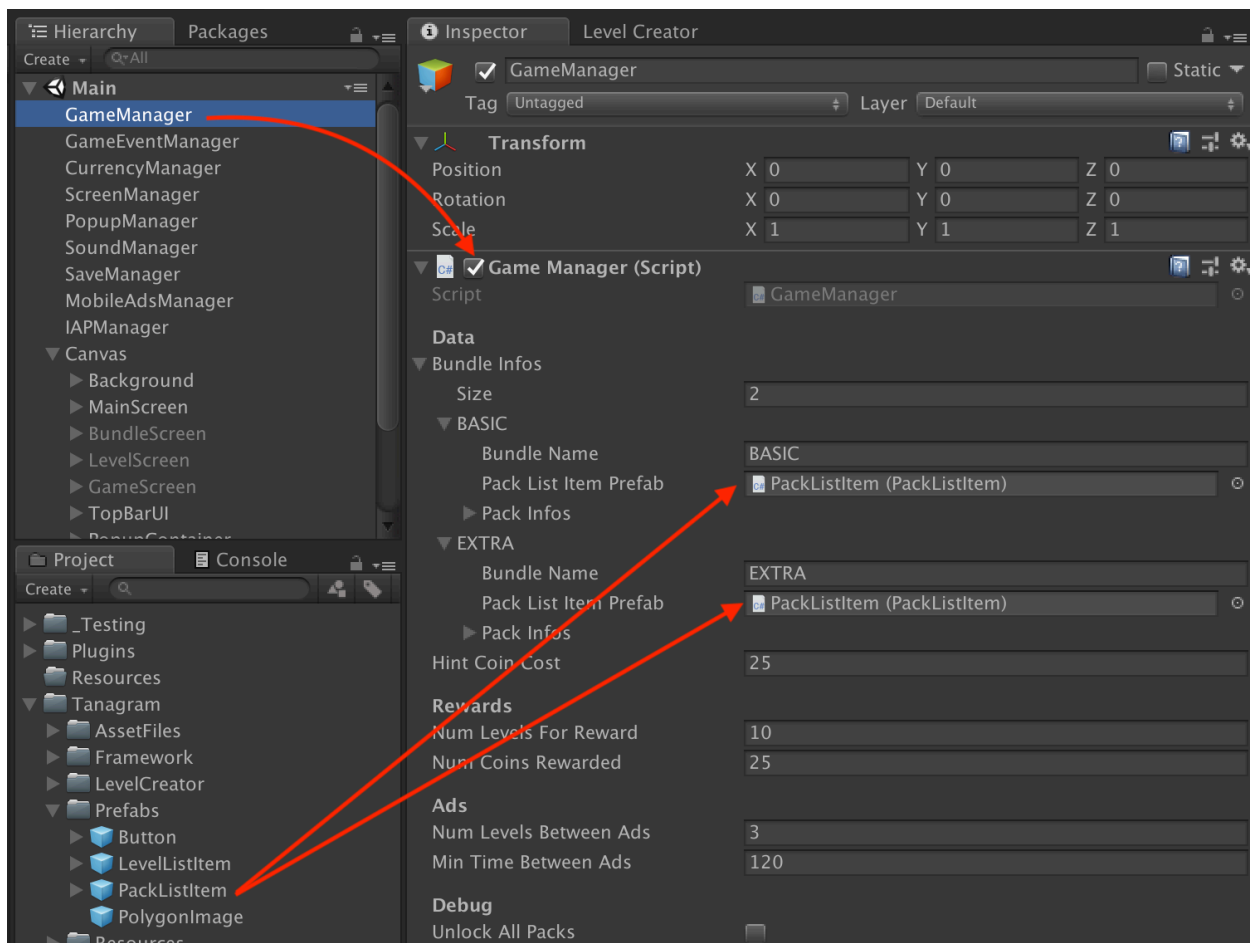 Hierarchy Packages
Create All
Main
GameManager
GameEventManager
CurrencyManager
ScreenManager
PopupManager
SoundManager
SaveManager
MobileAdsManager
IAPManager
Canvas
Background
MainScreen
BundleScreen
LevelScreen
GameScreen
TopBarUI
PopupContainer
Project Console
Create
_Testing
Plugins
Resources
Tanagram
AssetFiles
Framework
LevelCreator
Prefabs
Button
LevelListItem
PackListItem
PolygonImage
Resources
Inspector Level Creator
GameManager Static
Tag Untagged Layer Default
Transform
Position X 0 Y 0 Z 0
Rotation X 0 Y 0 Z 0
Scale X 1 Y 1 Z 1
C# Game Manager (Script)
Script GameManager
Data
Bundle Infos
Size 2
BASIC
Bundle Name BASIC
Pack List Item Prefab PackListItem (PackListItem)
Pack Infos
EXTRA
Bundle Name EXTRA
Pack List Item Prefab PackListItem (PackListItem)
Pack Infos
Hint Coin Cost 25
Rewards
Num Levels For Reward 10
Num Coins Rewarded 25
Ads
Num Levels Between Ads 3
Min Time Between Ads 120
Debug
Unlock All Packs